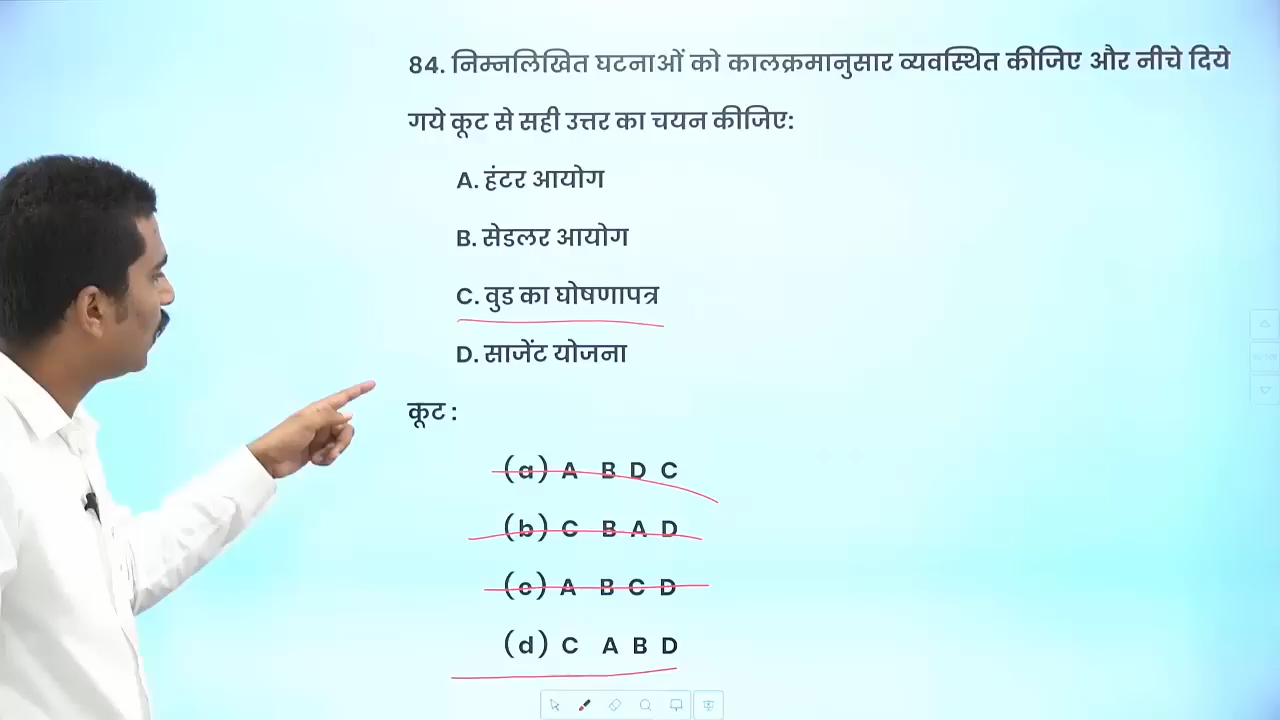 84. निम्नलिखित घटनाओं को कालक्रमानुसार व्यवस्थित कीजिए और नीचे दिये
गये कूट से सही उत्तर का चयन कीजिए:
A. हंटर आयोग
B. सेडलर आयोग
C. वुड का घोषणापत्र
D. सार्जेंट योजना
कूट :
(a) A B D C
(b) C B A D
(c) A B C D
(d) C A B D